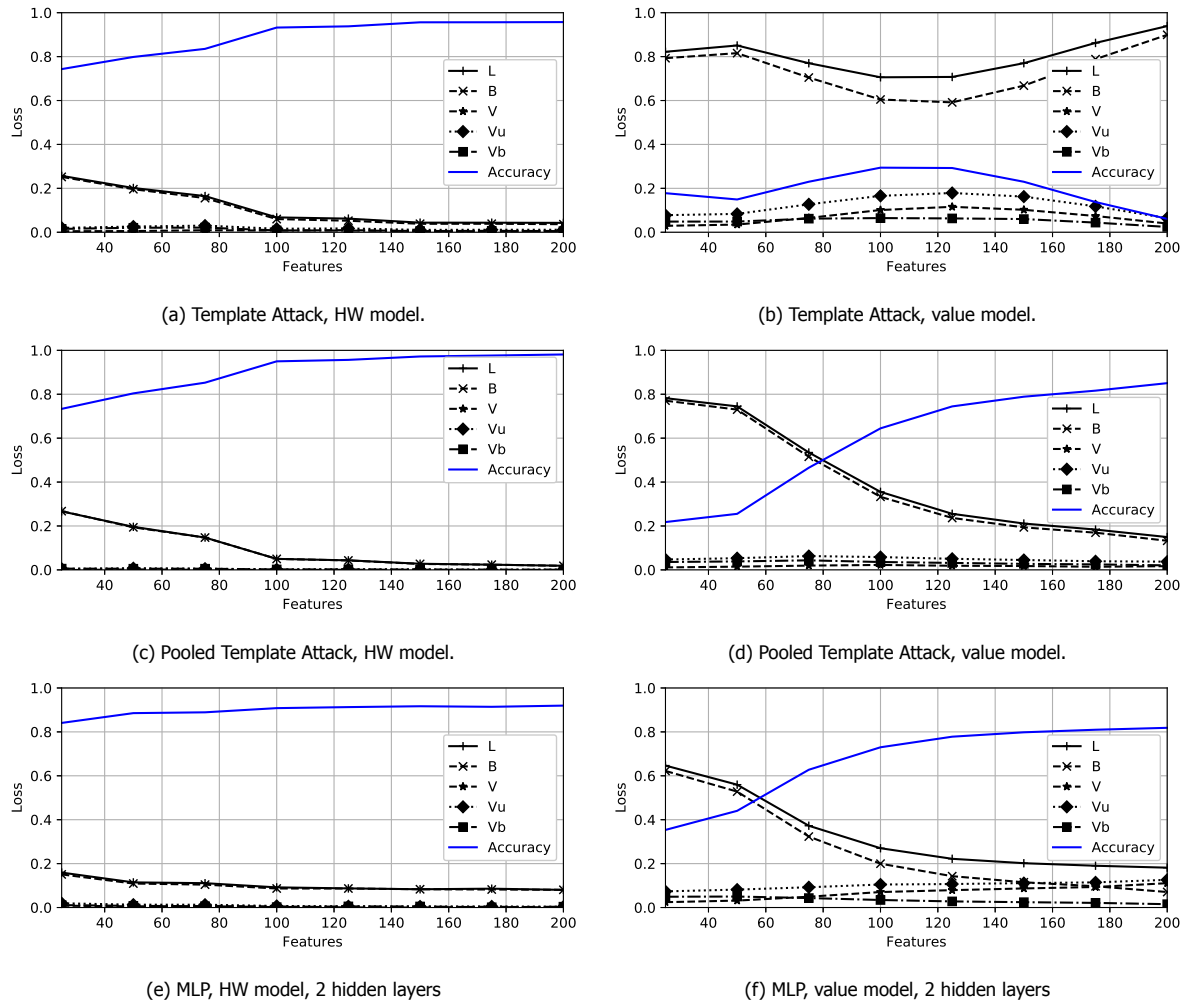 1.0
0.8
0.6
0.4
0.2
0.0
Loss
40 60 80 100 120 140 160 180 200
Features
L
B
V
Vu
Vb
Accuracy
(a) Template Attack, HW model.
1.0
0.8
0.6
0.4
0.2
0.0
Loss
40 60 80 100 120 140 160 180 200
Features
L
B
V
Vu
Vb
Accuracy
(b) Template Attack, value model.
1.0
0.8
0.6
0.4
0.2
0.0
Loss
40 60 80 100 120 140 160 180 200
Features
L
B
V
Vu
Vb
Accuracy
(c) Pooled Template Attack, HW model.
1.0
0.8
0.6
0.4
0.2
0.0
Loss
40 60 80 100 120 140 160 180 200
Features
L
B
V
Vu
Vb
Accuracy
(d) Pooled Template Attack, value model.
1.0
0.8
0.6
0.4
0.2
0.0
Loss
40 60 80 100 120 140 160 180 200
Features
L
B
V
Vu
Vb
Accuracy
(e) MLP, HW model, 2 hidden layers
1.0
0.8
0.6
0.4
0.2
0.0
Loss
40 60 80 100 120 140 160 180 200
Features
L
B
V
Vu
Vb
Accuracy
(f) MLP, value model, 2 hidden layers